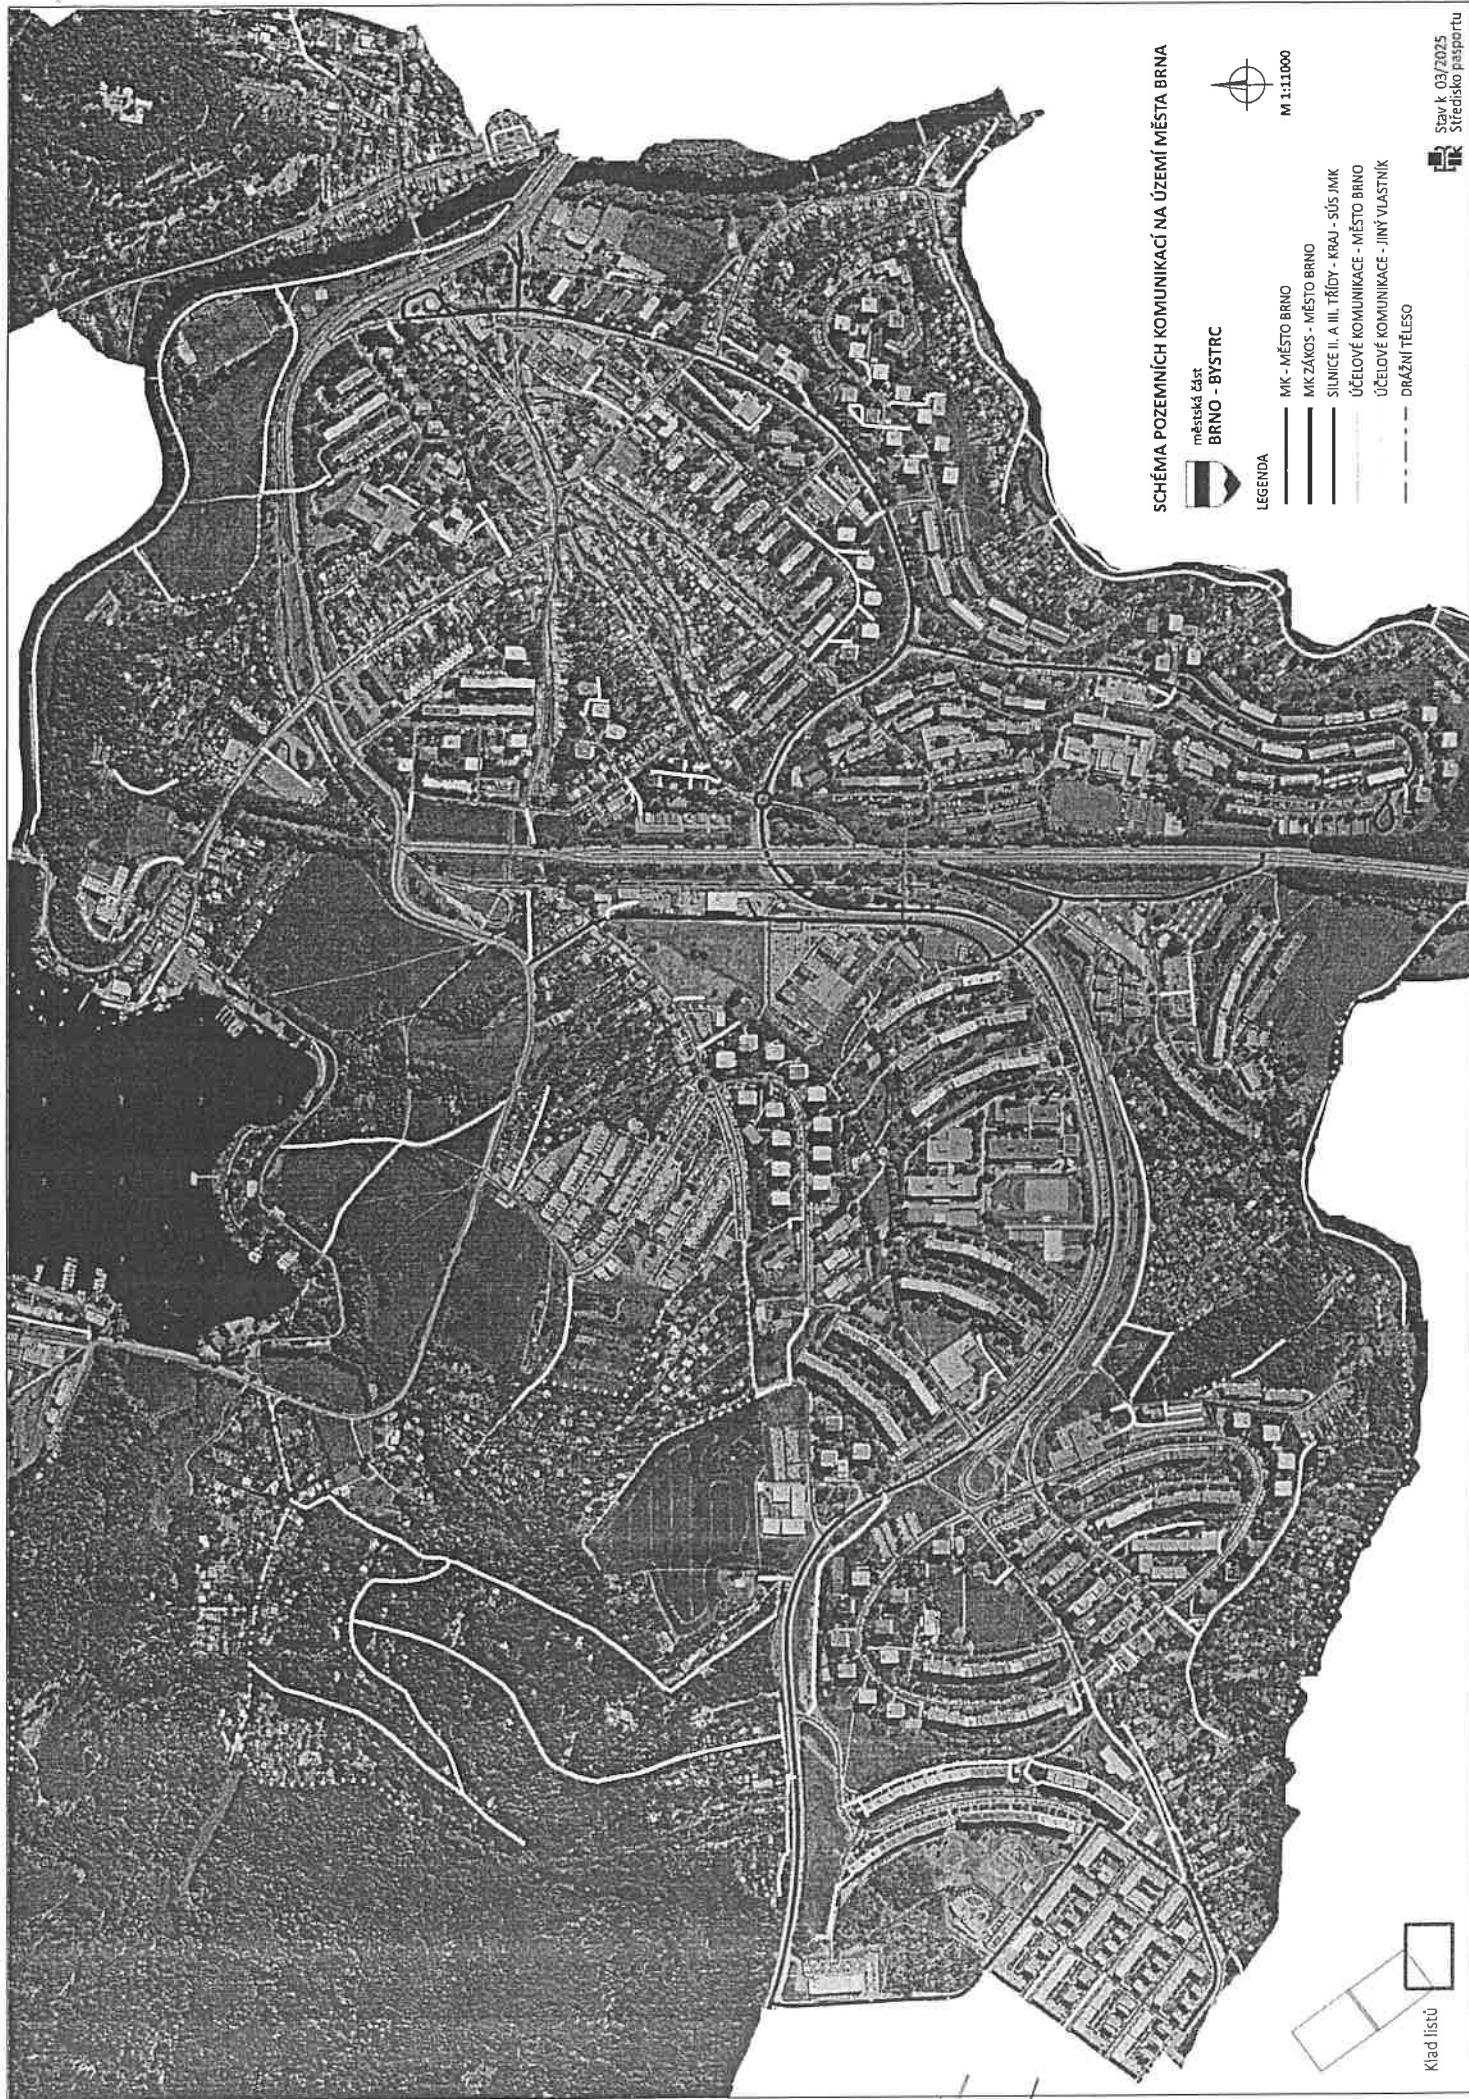 SCHÉMA POZEMNÍCH KOMUNIKACÍ NA ÚZEMÍ MĚSTA BRNA
městská část
BRNO - BYSTRC
M 1:11000
LEGENDA
MK - MĚSTO BRNO
MK ZÁKOS - MĚSTO BRNO
SILNICE II. A III. TŘÍDY - KRAJ - SÚS JMK
ÚČELOVÉ KOMUNIKACE - MĚSTO BRNO
ÚČELOVÉ KOMUNIKACE - JINÝ VLASTNÍK
DRÁŽNÍ TĚLESO
Klad listů
Stav k 03/2025
Středisko pasportu